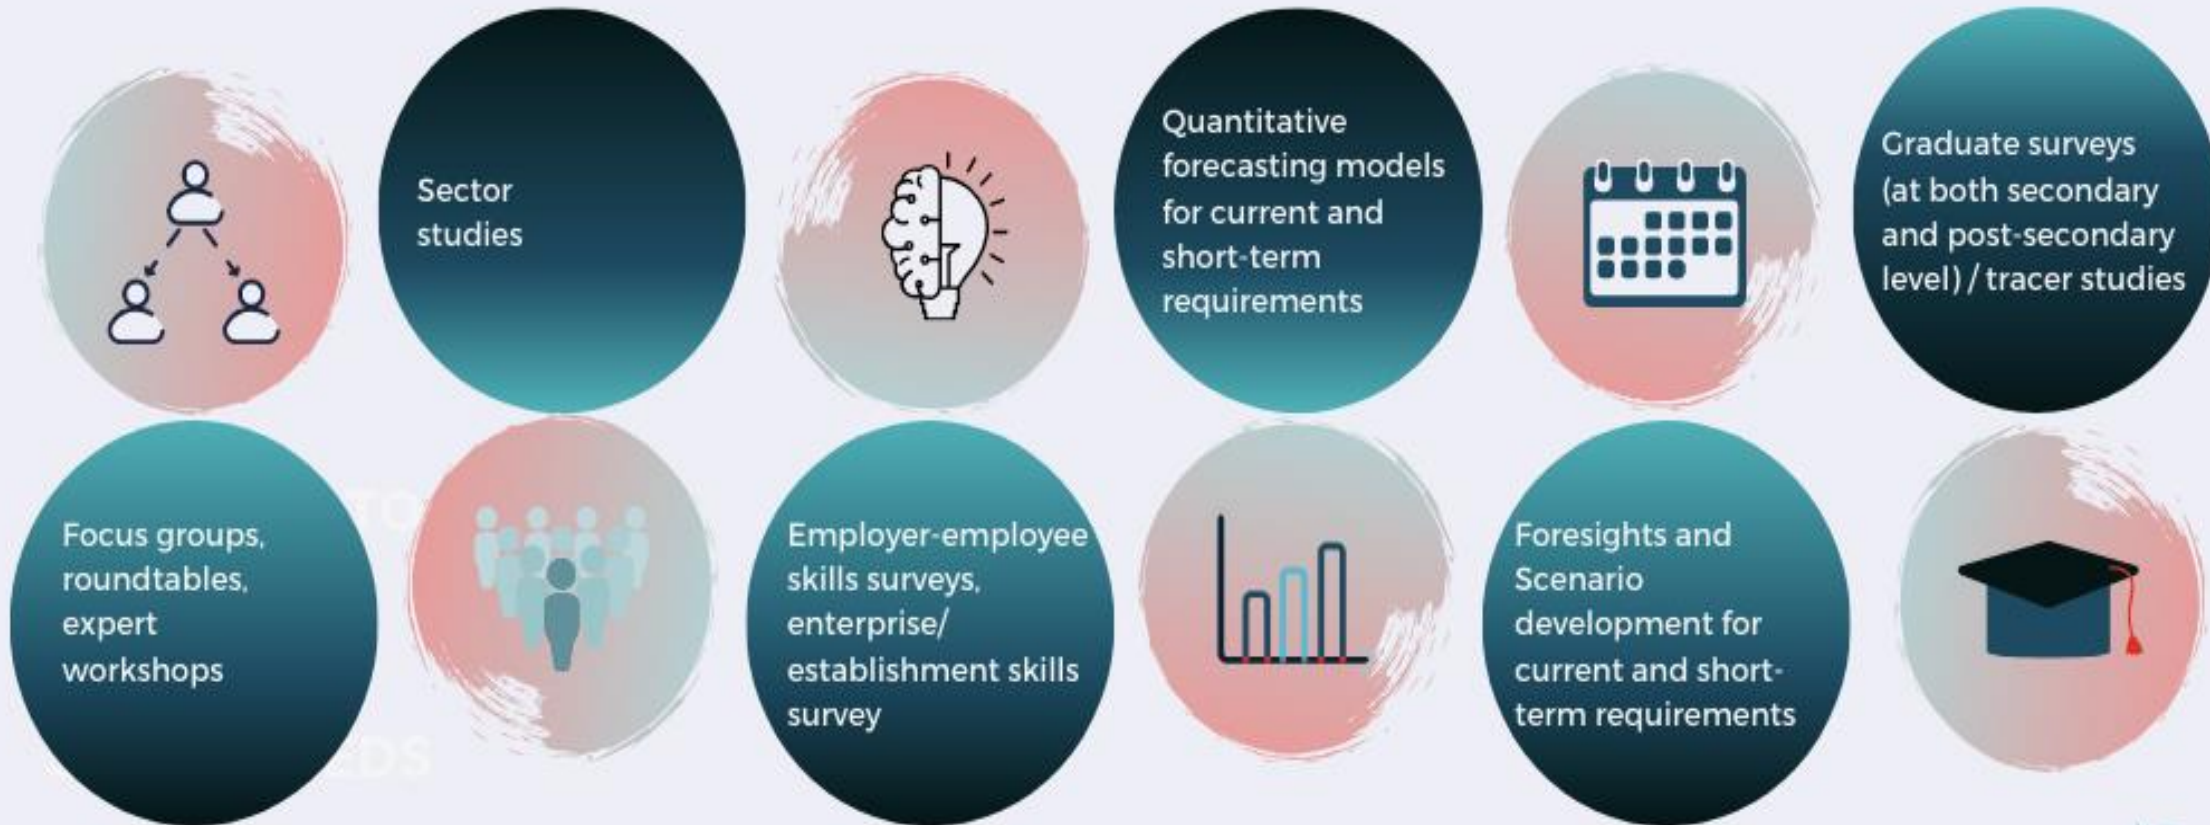 Sector
studies
Quantitative
forecasting models
for current and
short-term
requirements
Graduate surveys
(at both secondary
and post-secondary
level) / tracer studies
Focus groups,
roundtables,
expert
workshops
Employer-employee
skills surveys,
enterprise/
establishment skills
survey
Foresights and
Scenario
development for
current and short-
term requirements
TO